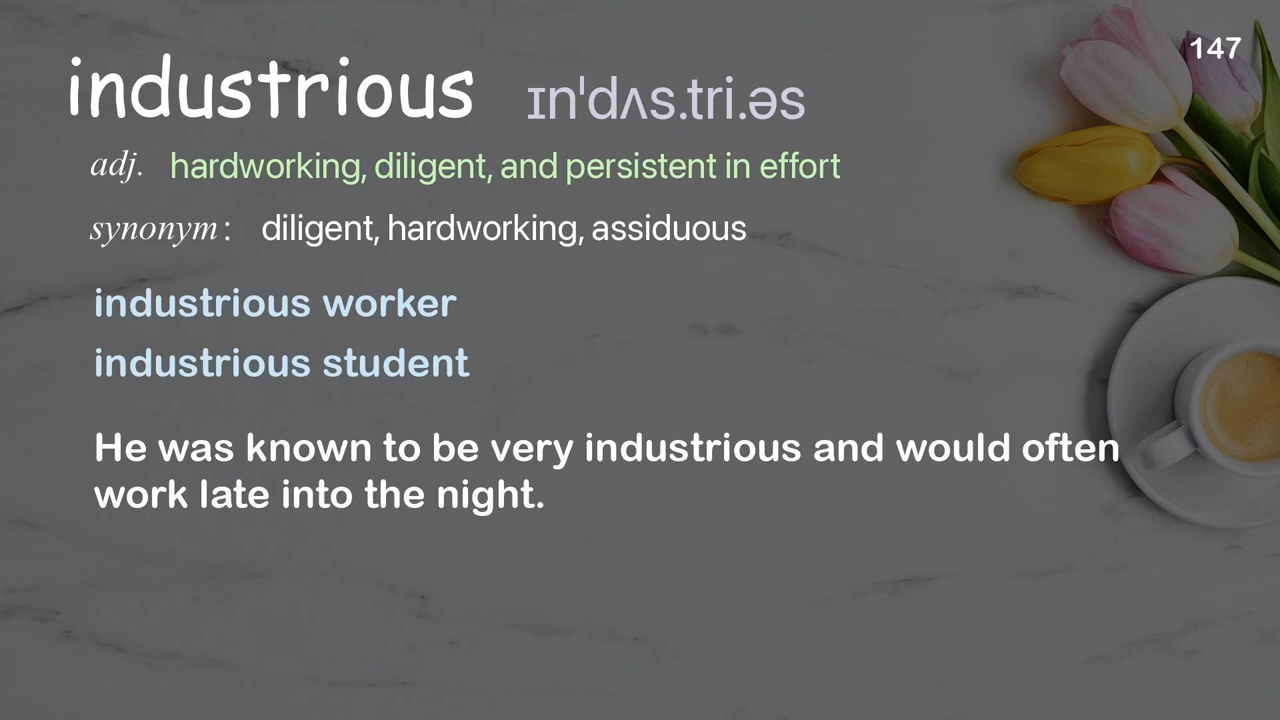 147
industrious ɪnˈdʌs.tri.əs
adj. hardworking, diligent, and persistent in effort
synonym: diligent, hardworking, assiduous
industrious worker
industrious student
He was known to be very industrious and would often
work late into the night.